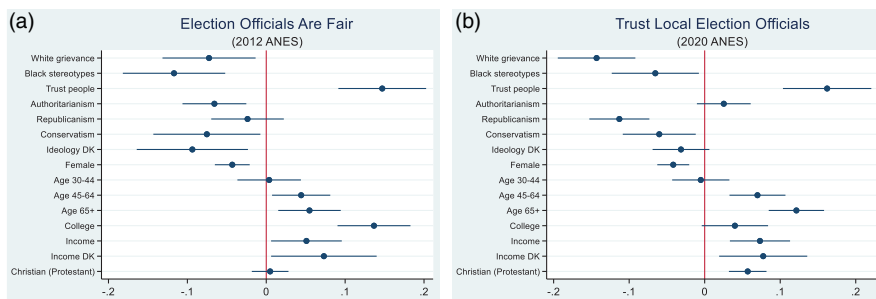 (a)
Election Officials Are Fair
(2012 ANES)
White grievance
Black stereotypes
Trust people
Authoritarianism
Republicanism
Conservatism
Ideology DK
Female
Age 30-44
Age 45-64
Age 65+
College
Income
Income DK
Christian (Protestant)
-.2 -.1 0 .1 .2
(b)
Trust Local Election Officials
(2020 ANES)
White grievance
Black stereotypes
Trust people
Authoritarianism
Republicanism
Conservatism
Ideology DK
Female
Age 30-44
Age 45-64
Age 65+
College
Income
Income DK
Christian (Protestant)
-.2 -.1 0 .1 .2